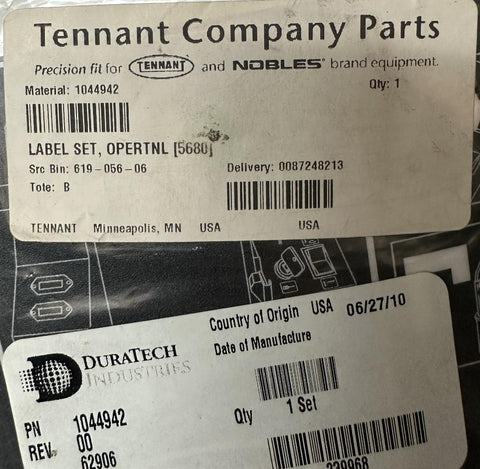 Tennant Company Parts
Precision fit for TENNANT and NOBLES® brand equipment.
Material: 1044942 Qty: 1
LABEL SET, OPERTNL [5680]
Src Bin: 619-056-06 Delivery: 0087248213
Tote: B
TENNANT Minneapolis, MN USA USA
Country of Origin USA 06/27/10
Date of Manufacture
D DURATECH
INDUSTRIES
PN 1044942 Qty 1 Set
REV. 00
62906